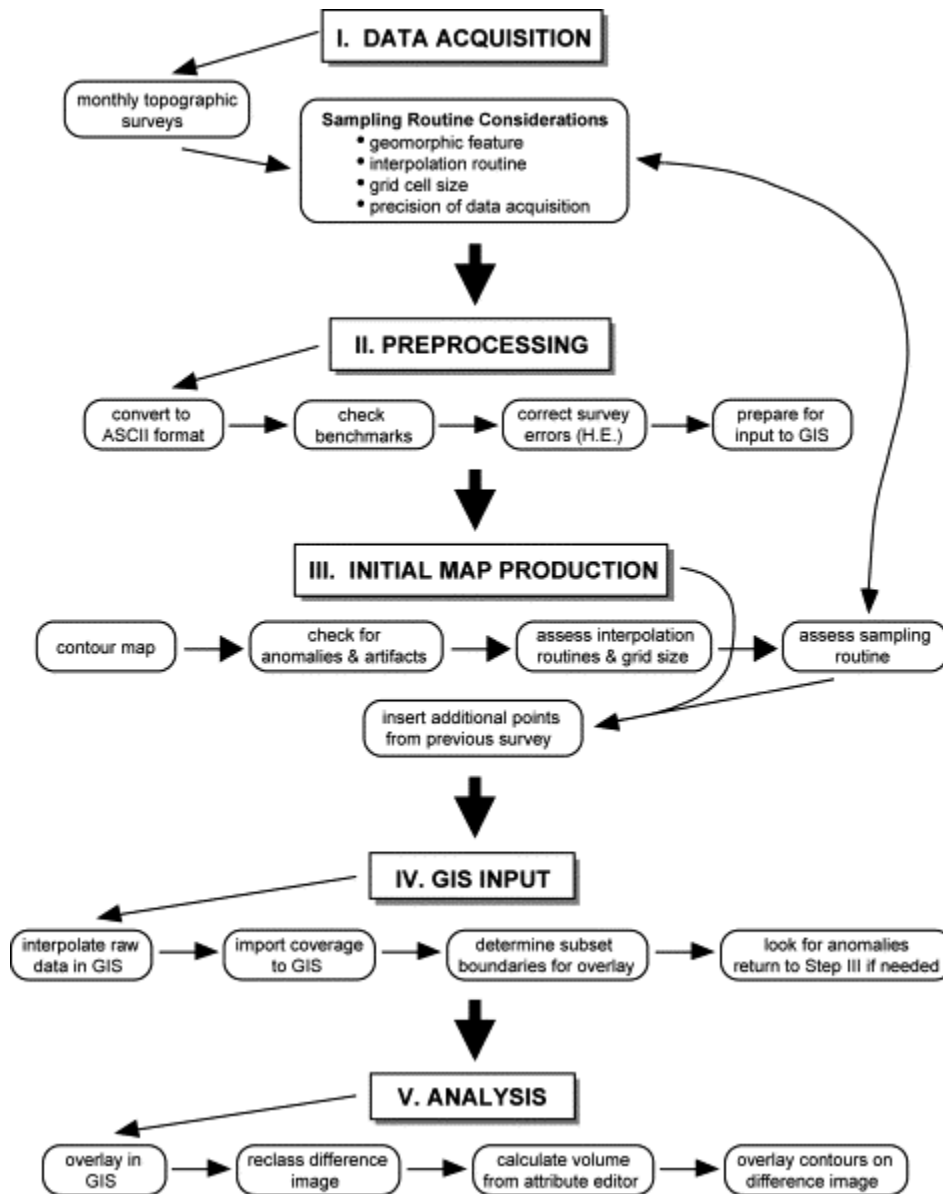 I. DATA ACQUISITION
monthly topographic
surveys
Sampling Routine Considerations
• geomorphic feature
• interpolation routine
• grid cell size
• precision of data acquisition
II. PREPROCESSING
convert to
ASCII format
check
benchmarks
correct survey
errors (H.E.)
prepare for
input to GIS
III. INITIAL MAP PRODUCTION
contour map
check for
anomalies & artifacts
assess interpolation
routines & grid size
assess sampling
routine
insert additional points
from previous survey
IV. GIS INPUT
interpolate raw
data in GIS
import coverage
to GIS
determine subset
boundaries for overlay
look for anomalies
return to Step III if needed
V. ANALYSIS
overlay in
GIS
reclass difference
image
calculate volume
from attribute editor
overlay contours on
difference image